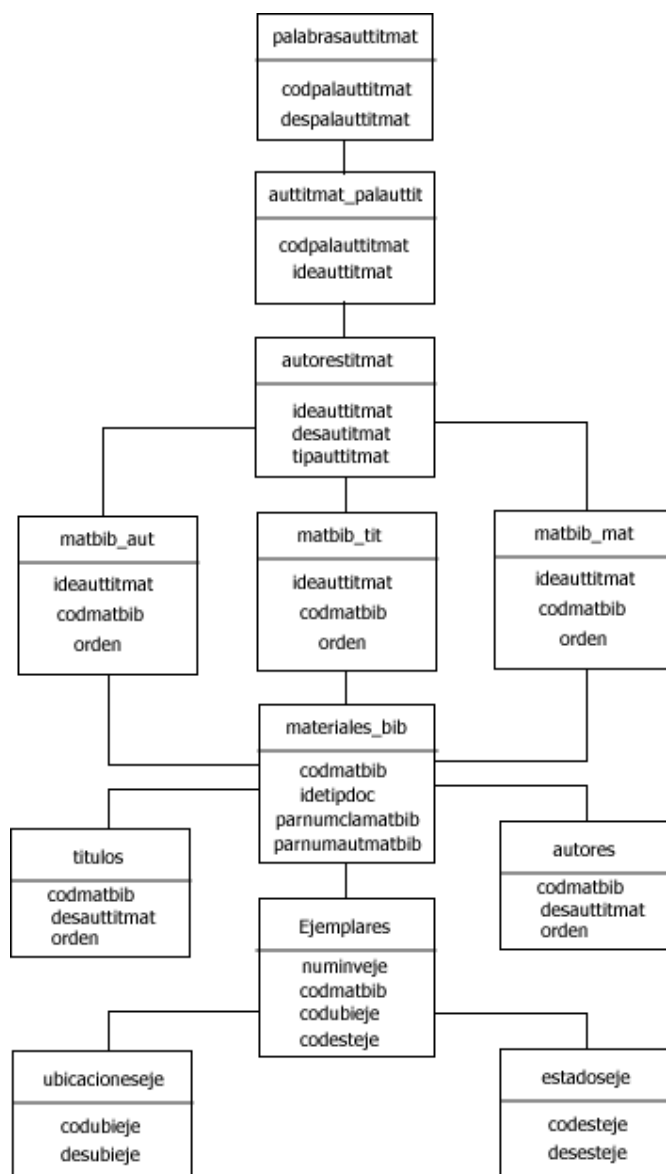 palabrasauttitmat
codpalauttitmat
despalauttitmat
auttitmat_palauttit
codpalauttitmat
ideauttitmat
autorestitmat
ideauttitmat
desautitmat
tipauttitmat
matbib_aut
ideauttitmat
codmatbib
orden
matbib_tit
ideauttitmat
codmatbib
orden
matbib_mat
ideauttitmat
codmatbib
orden
materiales_bib
codmatbib
idetipdoc
parnumclamatbib
parnumautmatbib
titulos
codmatbib
desauttitmat
orden
autores
codmatbib
desauttitmat
orden
Ejemplares
numinveje
codmatbib
codubieje
codesteje
ubicacioneseje
codubieje
desubieje
estadoseje
codesteje
desesteje